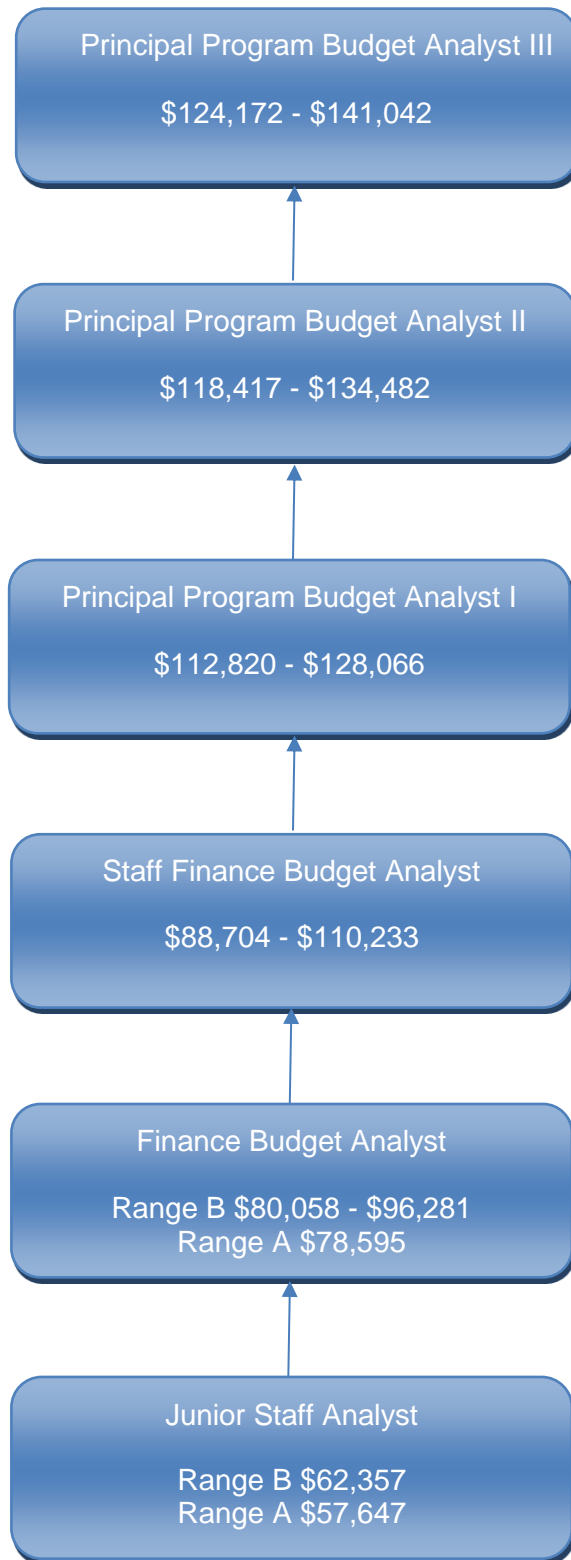 Principal Program Budget Analyst III
$124,172 - $141,042
Principal Program Budget Analyst II
$118,417 - $134,482
Principal Program Budget Analyst I
$112,820 - $128,066
Staff Finance Budget Analyst
$88,704 - $110,233
Finance Budget Analyst
Range B $80,058 - $96,281
Range A $78,595
Junior Staff Analyst
Range B $62,357
Range A $57,647